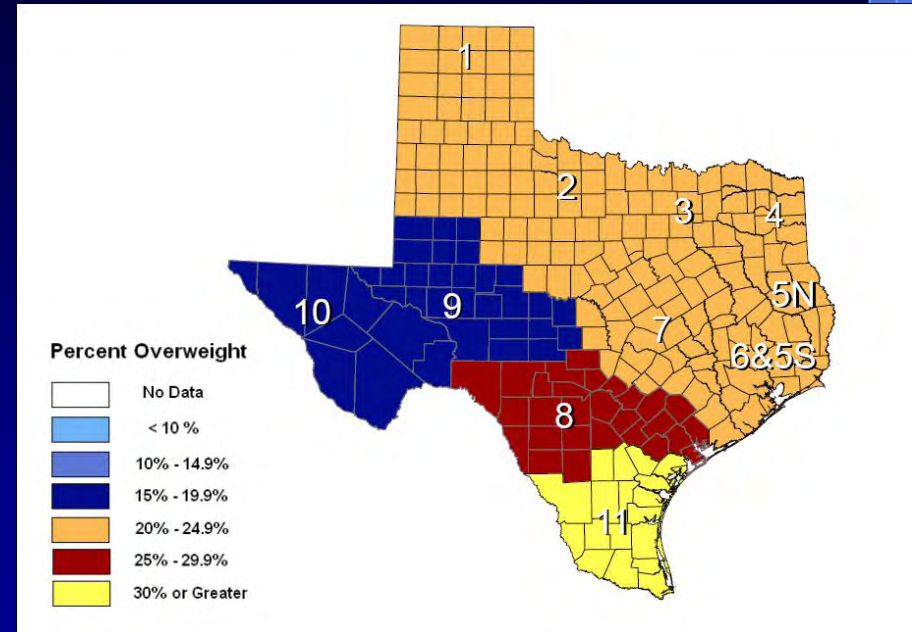 1
2
3
4
5N
10
9
7
6&5S
8
11
Percent Overweight
No Data
< 10 %
10% - 14.9%
15% - 19.9%
20% - 24.9%
25% - 29.9%
30% or Greater